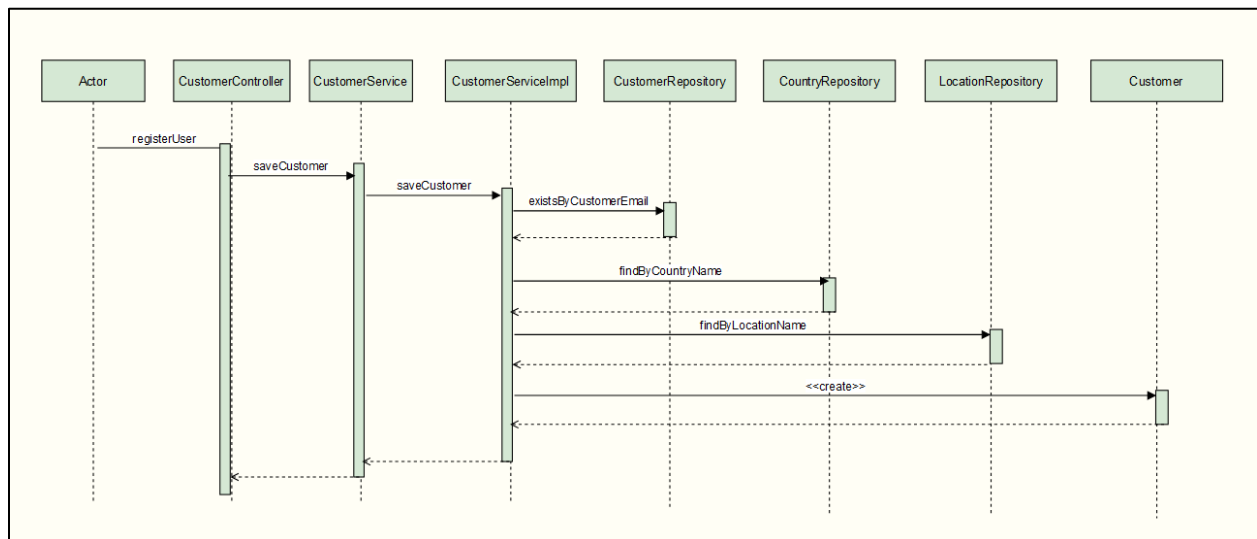 Actor
CustomerController
CustomerService
CustomerServiceImpl
CustomerRepository
CountryRepository
LocationRepository
Customer
registerUser
saveCustomer
saveCustomer
existsByCustomerEmail
findByCountryName
findByLocationName
<<create>>